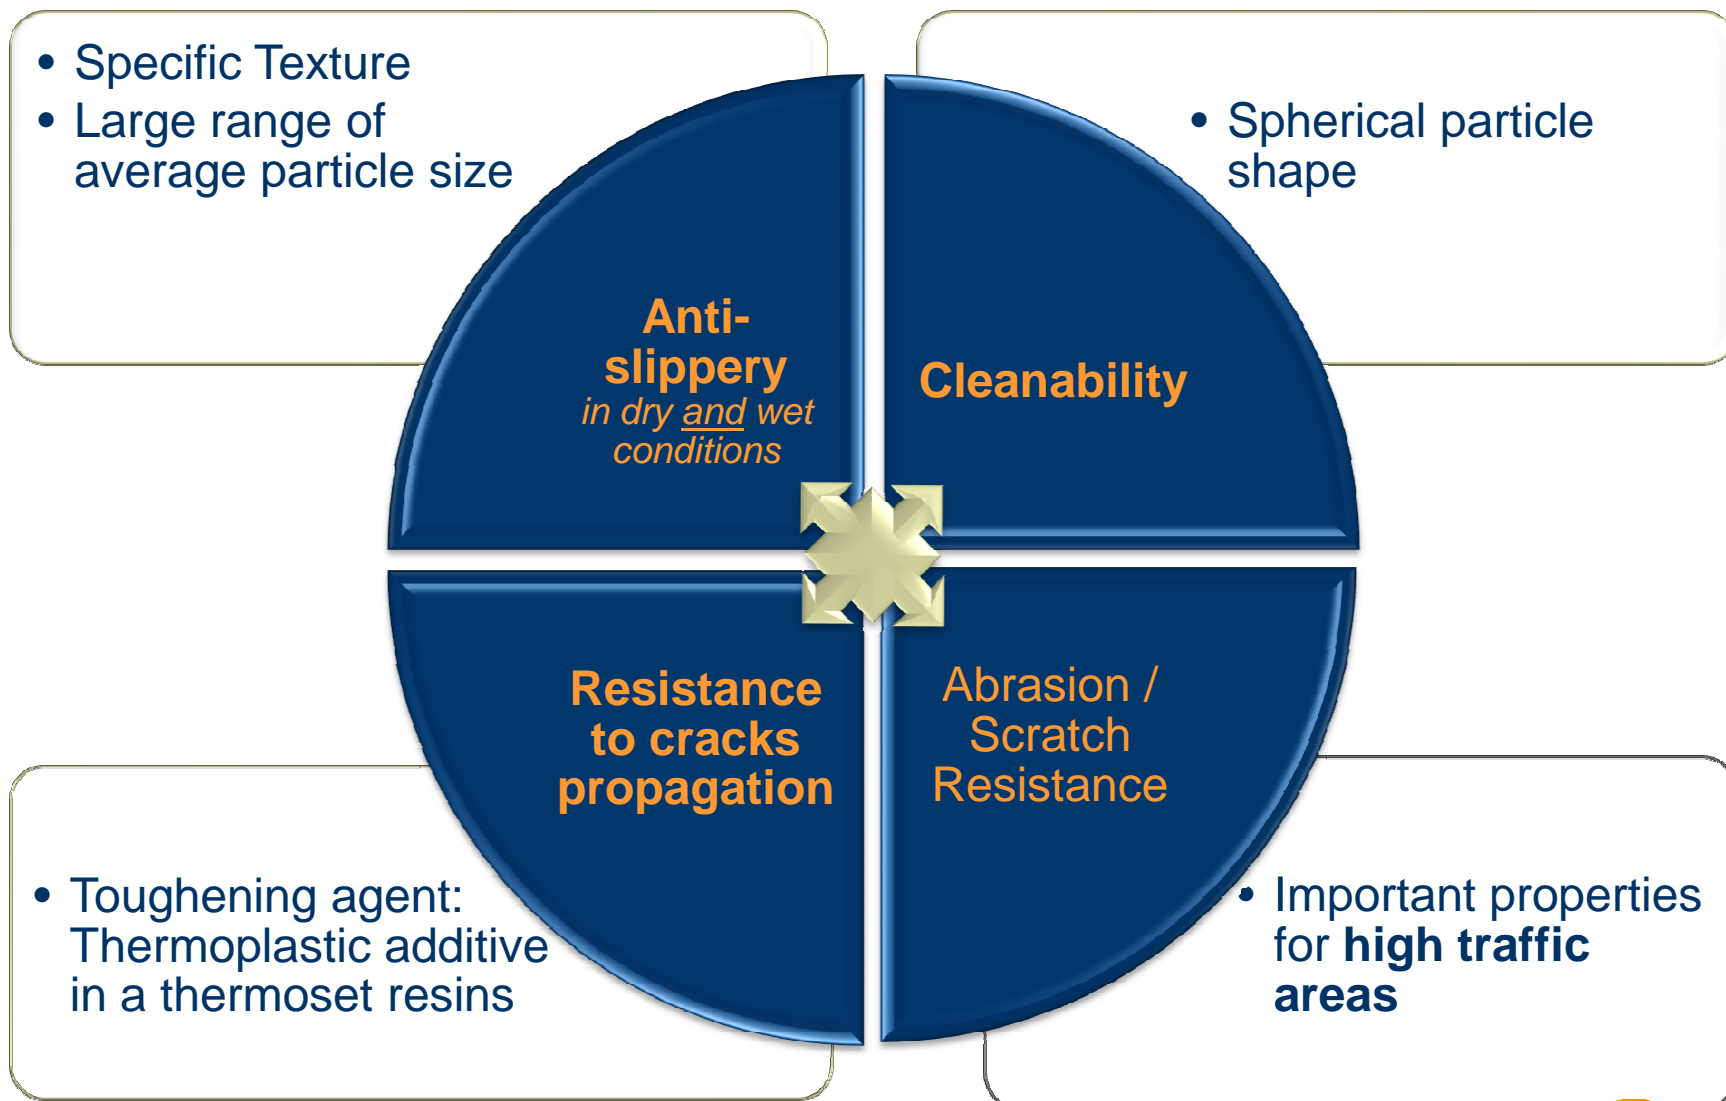 • Specific Texture
• Large range of
average particle size
• Spherical particle
shape
Anti-
slippery
in dry and wet
conditions
Cleanability
Resistance
to cracks
propagation
Abrasion /
Scratch
Resistance
• Toughening agent:
Thermoplastic additive
in a thermoset resins
• Important properties
for high traffic
areas